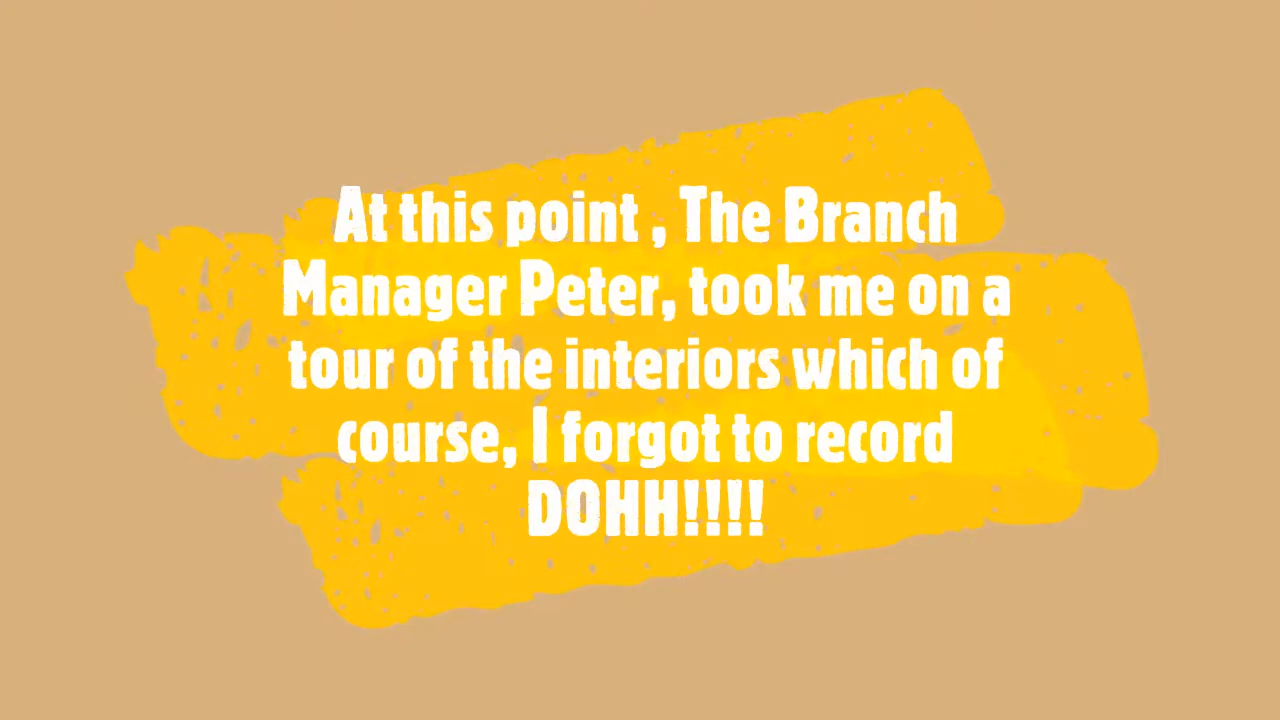 At this point , The Branch
Manager Peter, took me on a
tour of the interiors which of
course, I forgot to record
DOHH!!!!